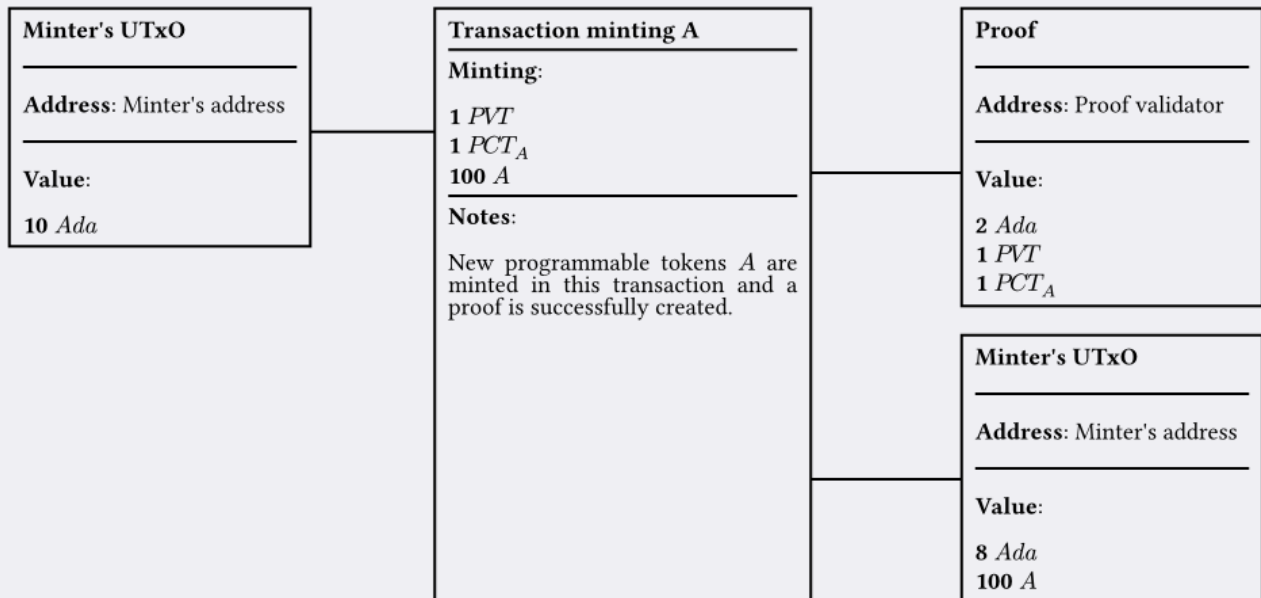 Minter's UTxO
Address: Minter's address
Value:
10 Ada
Transaction minting A
Minting:
1 PVT
1 PCT_A
100 A
Notes:
New programmable tokens A are
minted in this transaction and a
proof is successfully created.
Proof
Address: Proof validator
Value:
2 Ada
1 PVT
1 PCT_A
Minter's UTxO
Address: Minter's address
Value:
8 Ada
100 A